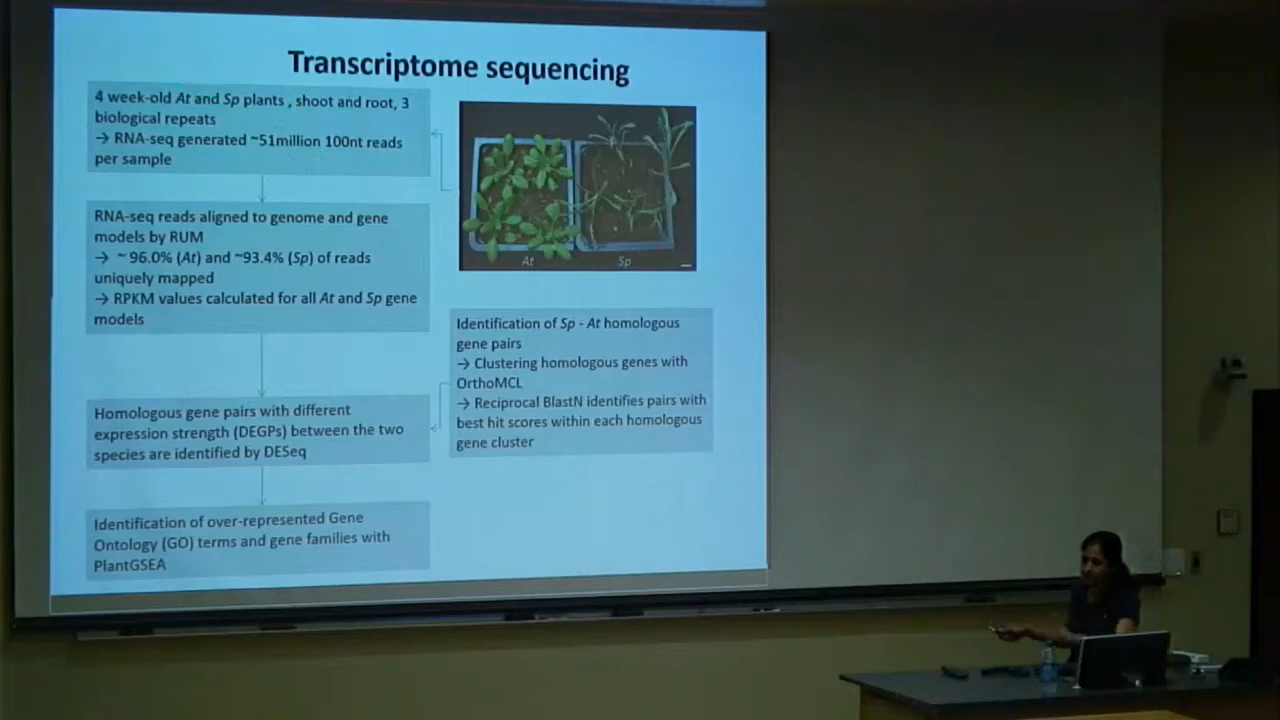 Transcriptome sequencing
4 week-old At and Sp plants , shoot and root, 3
biological repeats
→ RNA-seq generated ~51million 100nt reads
per sample
RNA-seq reads aligned to genome and gene
models by RUM
→ ~ 96.0% (At) and ~93.4% (Sp) of reads
uniquely mapped
→ RPKM values calculated for all At and Sp gene
models
Homologous gene pairs with different
expression strength (DEGPs) between the two
species are identified by DESeq
Identification of over-represented Gene
Ontology (GO) terms and gene families with
PlantGSEA
At
Sp
Identification of Sp - At homologous
gene pairs
→ Clustering homologous genes with
OrthoMCL
→ Reciprocal BlastN identifies pairs with
best hit scores within each homologous
gene cluster